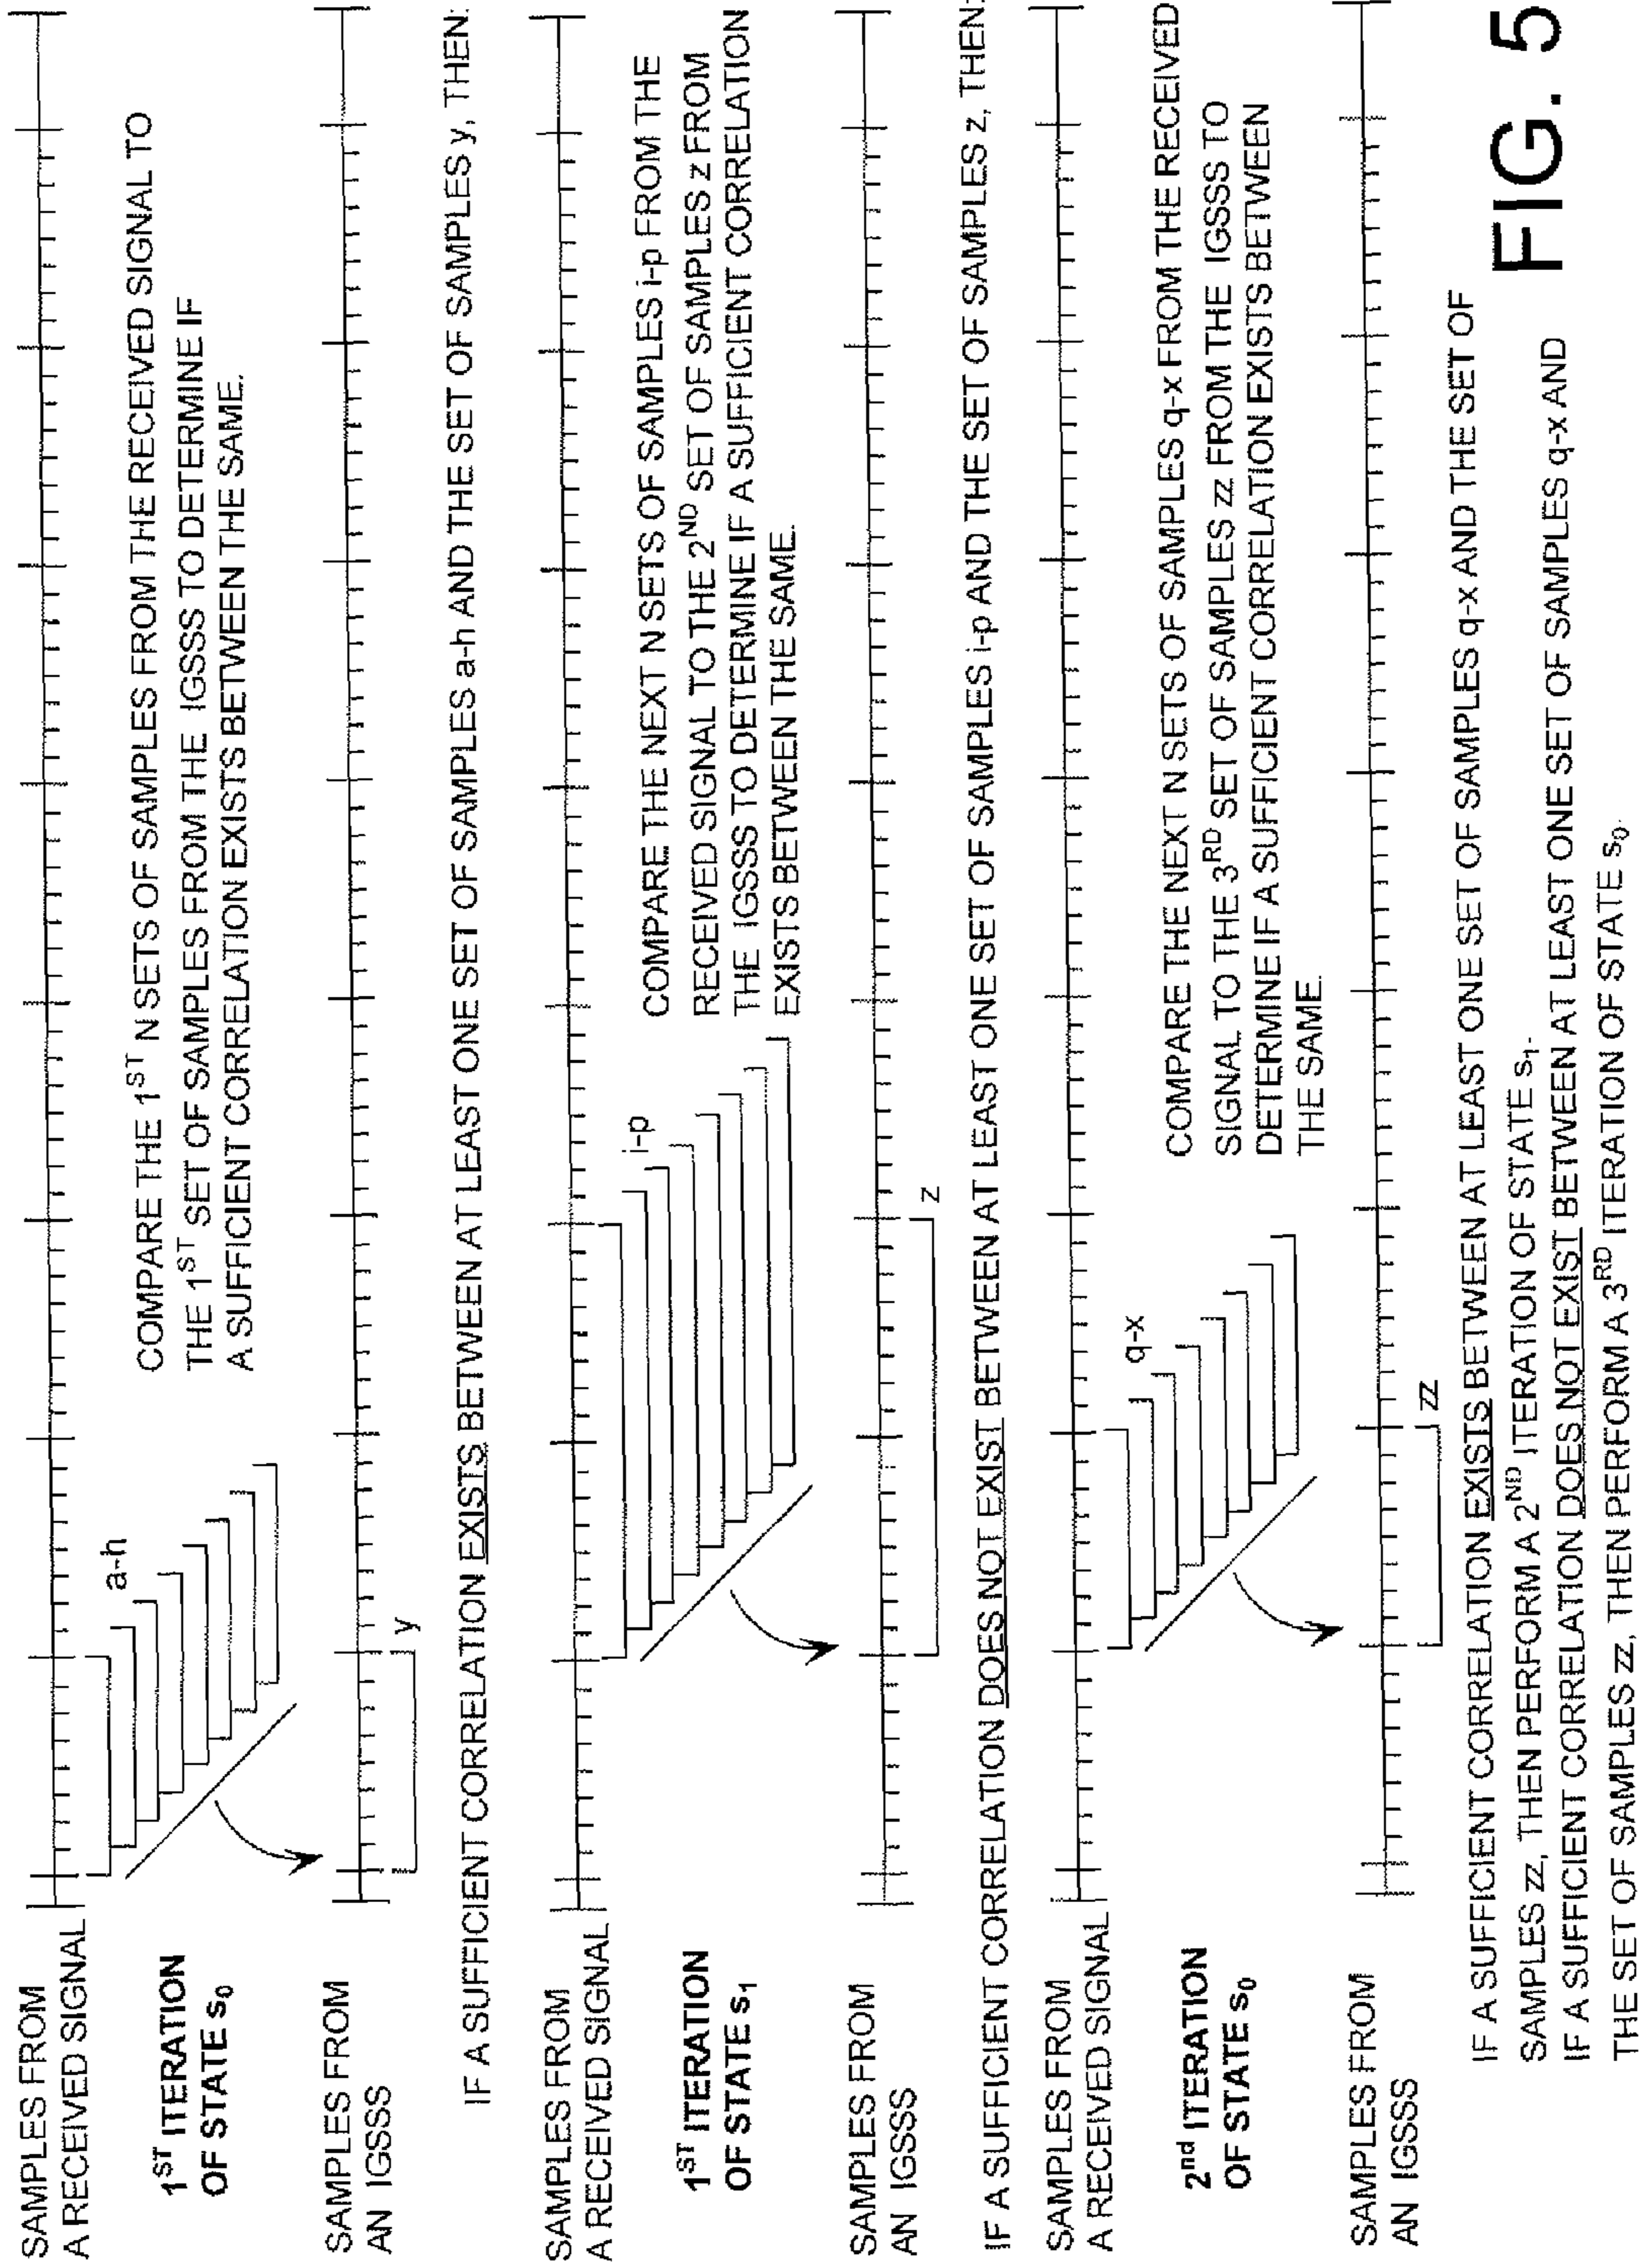 SAMPLES FROM
A RECEIVED SIGNAL
a-h
1ST ITERATION
OF STATE s0
COMPARE THE 1ST N SETS OF SAMPLES FROM THE RECEIVED SIGNAL TO
THE 1ST SET OF SAMPLES FROM THE IGSSS TO DETERMINE IF
A SUFFICIENT CORRELATION EXISTS BETWEEN THE SAME.
SAMPLES FROM
AN IGSSS
y
IF A SUFFICIENT CORRELATION EXISTS BETWEEN AT LEAST ONE SET OF SAMPLES a-h AND THE SET OF SAMPLES y, THEN:
SAMPLES FROM
A RECEIVED SIGNAL
i-p
1ST ITERATION
OF STATE s1
COMPARE THE NEXT N SETS OF SAMPLES i-p FROM THE
RECEIVED SIGNAL TO THE 2ND SET OF SAMPLES z FROM
THE IGSSS TO DETERMINE IF A SUFFICIENT CORRELATION
EXISTS BETWEEN THE SAME.
SAMPLES FROM
AN IGSSS
z
IF A SUFFICIENT CORRELATION DOES NOT EXIST BETWEEN AT LEAST ONE SET OF SAMPLES i-p AND THE SET OF SAMPLES z, THEN:
SAMPLES FROM
A RECEIVED SIGNAL
q-x
2nd ITERATION
OF STATE s0
COMPARE THE NEXT N SETS OF SAMPLES q-x FROM THE RECEIVED
SIGNAL TO THE 3RD SET OF SAMPLES zz FROM THE IGSSS TO
DETERMINE IF A SUFFICIENT CORRELATION EXISTS BETWEEN
THE SAME.
SAMPLES FROM
AN IGSSS
zz
IF A SUFFICIENT CORRELATION EXISTS BETWEEN AT LEAST ONE SET OF SAMPLES q-x AND THE SET OF
SAMPLES zz, THEN PERFORM A 2ND ITERATION OF STATE s1.
IF A SUFFICIENT CORRELATION DOES NOT EXIST BETWEEN AT LEAST ONE SET OF SAMPLES q-x AND
THE SET OF SAMPLES zz, THEN PERFORM A 3RD ITERATION OF STATE s0.
FIG. 5